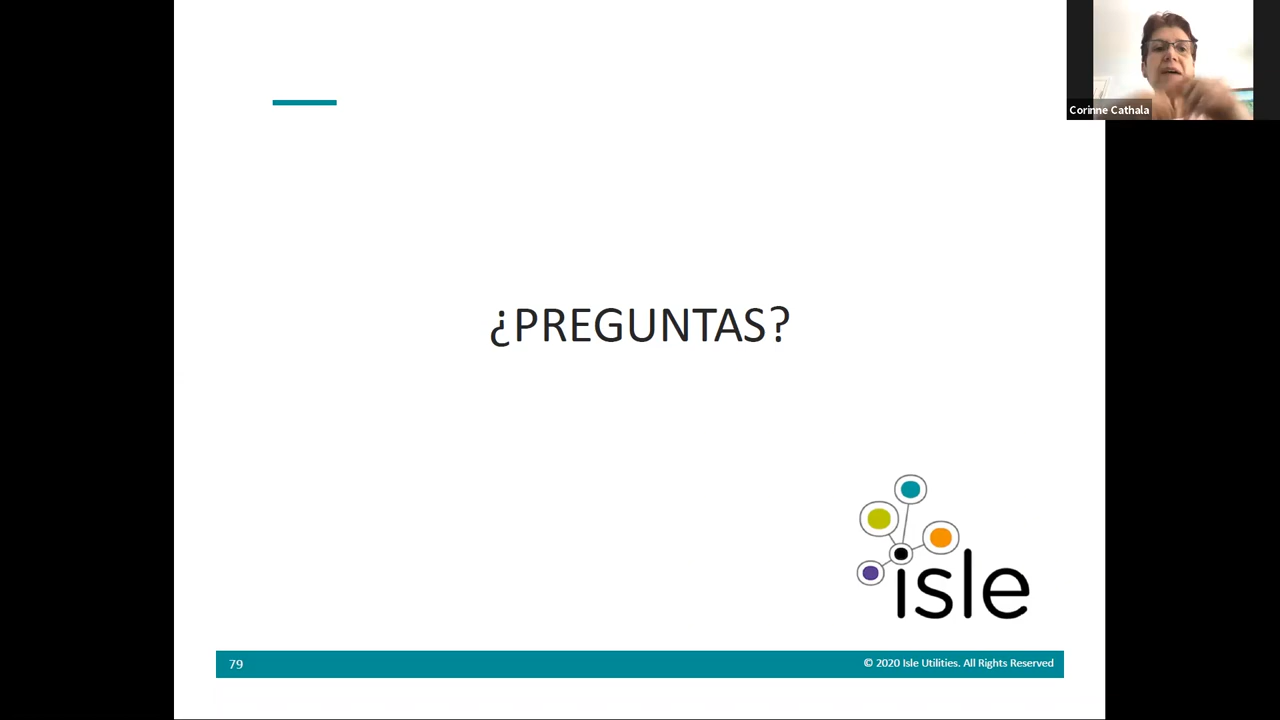 Corinne Cathala
¿PREGUNTAS?
isle
79
© 2020 Isle Utilities. All Rights Reserved